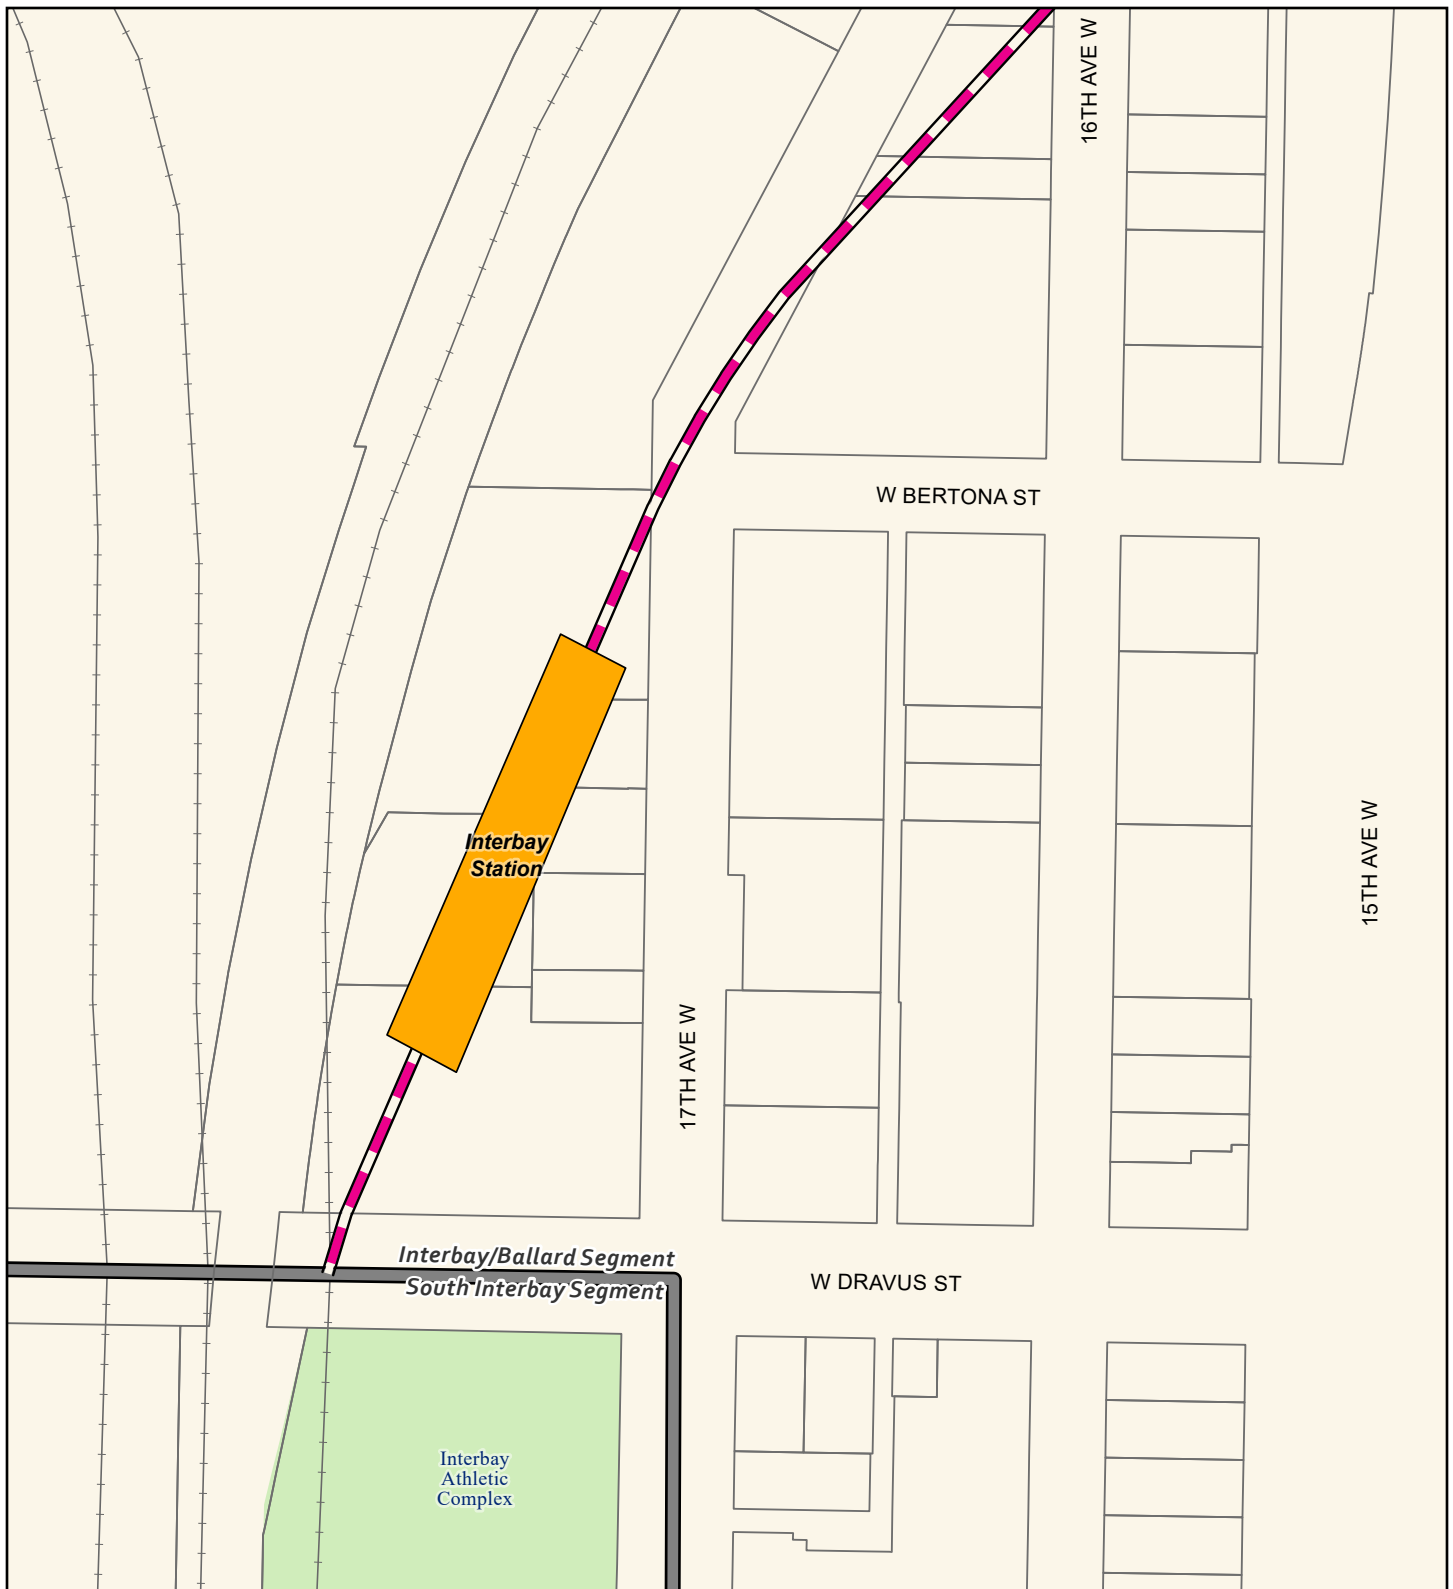 16TH AVE W
W BERTONA ST
Interbay
Station
15TH AVE W
17TH AVE W
Interbay/Ballard Segment
South Interbay Segment
W DRAVUS ST
Interbay
Athletic
Complex